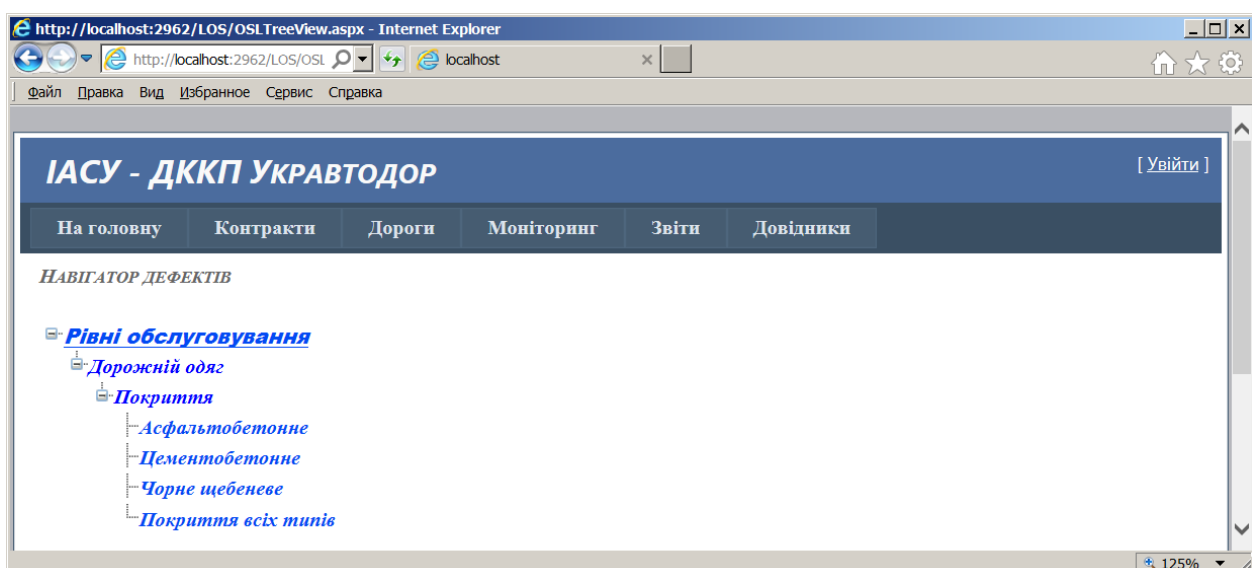 http://localhost:2962/LOS/OSLTreeView.aspx - Internet Explorer
http://localhost:2962/LOS/OSL localhost
Файл Правка Вид Избранное Сервис Справка
ІАСУ - ДККП Укравтодор [ Увійти ]
На головну Контракти Дороги Моніторинг Звіти Довідники
Навігатор дефектів
Рівні обслуговування
Дорожній одяг
Покриття
Асфальтобетонне
Цементобетонне
Чорне щебеневе
Покриття всіх типів
125%